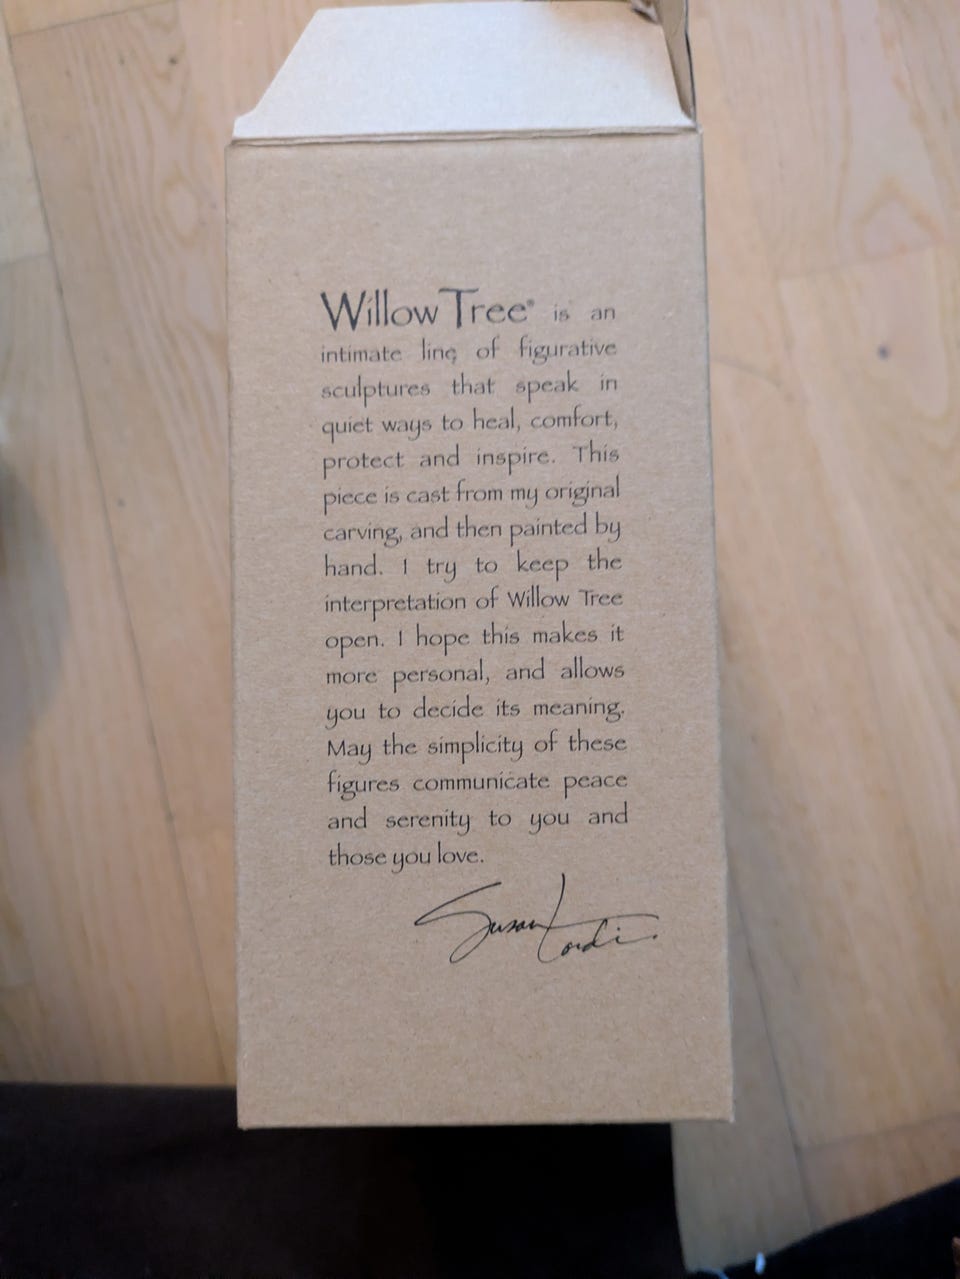 Willow Tree® is an
intimate line of figurative
sculptures that speak in
quiet ways to heal, comfort,
protect and inspire. This
piece is cast from my original
carving, and then painted by
hand. I try to keep the
interpretation of Willow Tree
open. I hope this makes it
more personal, and allows
you to decide its meaning.
May the simplicity of these
figures communicate peace
and serenity to you and
those you love.
Susan Lordi